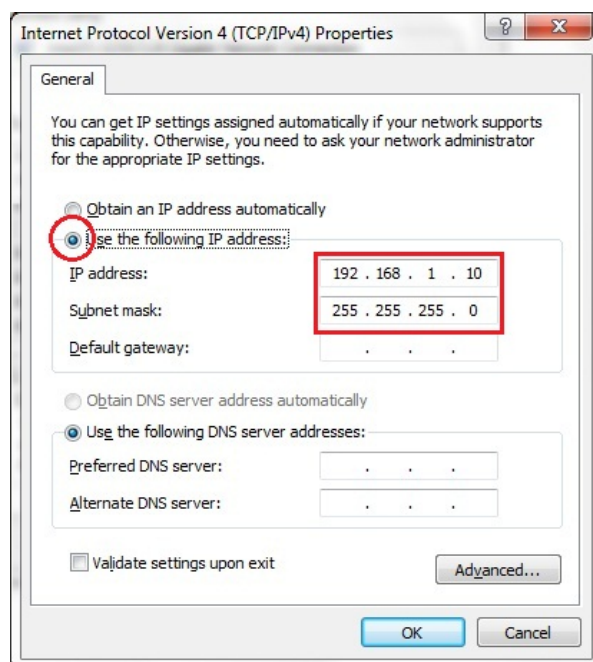 Internet Protocol Version 4 (TCP/IPv4) Properties
General
You can get IP settings assigned automatically if your network supports
this capability. Otherwise, you need to ask your network administrator
for the appropriate IP settings.
Obtain an IP address automatically
Use the following IP address:
IP address: 192 . 168 . 1 . 10
Subnet mask: 255 . 255 . 255 . 0
Default gateway: . . .
Obtain DNS server address automatically
Use the following DNS server addresses:
Preferred DNS server: . . .
Alternate DNS server: . . .
Validate settings upon exit
Advanced...
OK Cancel